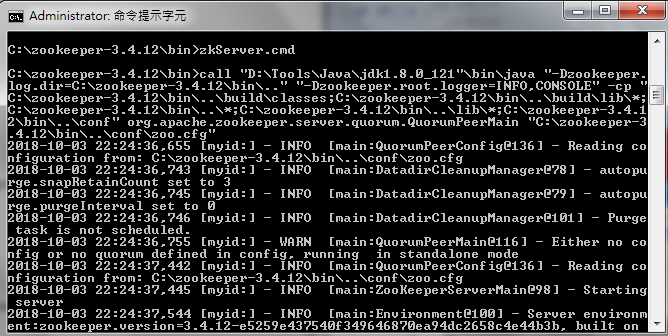 Administrator: 命令提示字元
C:\zookeeper-3.4.12\bin>zkServer.cmd
C:\zookeeper-3.4.12\bin>call "D:\Tools\Java\jdk1.8.0_121"\bin\java "-Dzookeeper.
log.dir=C:\zookeeper-3.4.12\bin\.." "-Dzookeeper.root.logger=INFO,CONSOLE" -cp "
C:\zookeeper-3.4.12\bin\..\build\classes;C:\zookeeper-3.4.12\bin\..\build\lib\*;
C:\zookeeper-3.4.12\bin\..\*;C:\zookeeper-3.4.12\bin\..\lib\*;C:\zookeeper-3.4.1
2\bin\..\conf" org.apache.zookeeper.server.quorum.QuorumPeerMain "C:\zookeeper-3
.4.12\bin\..\conf\zoo.cfg"
2018-10-03 22:24:36,655 [myid:] - INFO  [main:QuorumPeerConfig@136] - Reading co
nfiguration from: C:\zookeeper-3.4.12\bin\..\conf\zoo.cfg
2018-10-03 22:24:36,743 [myid:] - INFO  [main:DatadirCleanupManager@78] - autopu
rge.snapRetainCount set to 3
2018-10-03 22:24:36,745 [myid:] - INFO  [main:DatadirCleanupManager@79] - autopu
rge.purgeInterval set to 0
2018-10-03 22:24:36,746 [myid:] - INFO  [main:DatadirCleanupManager@101] - Purge
 task is not scheduled.
2018-10-03 22:24:36,755 [myid:] - WARN  [main:QuorumPeerMain@116] - Either no co
nfig or no quorum defined in config, running  in standalone mode
2018-10-03 22:24:37,442 [myid:] - INFO  [main:QuorumPeerConfig@136] - Reading co
nfiguration from: C:\zookeeper-3.4.12\bin\..\conf\zoo.cfg
2018-10-03 22:24:37,445 [myid:] - INFO  [main:ZooKeeperServerMain@98] - Starting
 server
2018-10-03 22:24:37,544 [myid:] - INFO  [main:Environment@100] - Server environm
ent:zookeeper.version=3.4.12-e5259e437540f349646870ea94dc2658c4e44b3b, built on